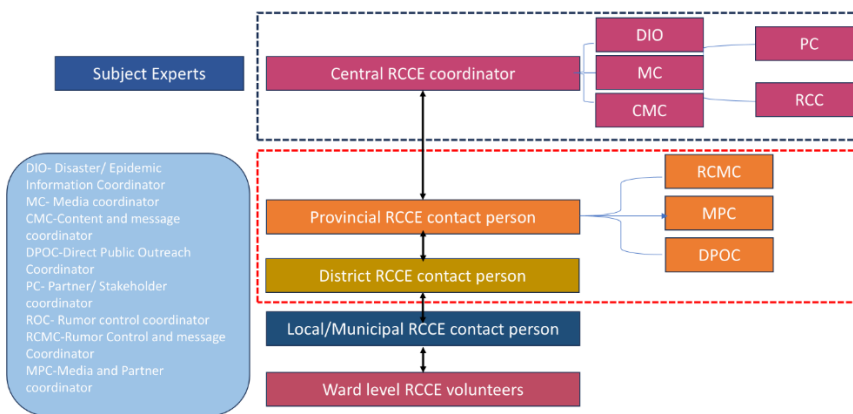 Subject Experts
Central RCCE coordinator
DIO
MC
CMC
PC
RCC
DIO- Disaster/ Epidemic
Information Coordinator
MC- Media coordinator
CMC-Content and message
coordinator
DPOC-Direct Public Outreach
Coordinator
PC- Partner/ Stakeholder
coordinator
ROC- Rumor control coordinator
RCMC-Rumor Control and message
Coordinator
MPC-Media and Partner
coordinator
Provincial RCCE contact person
RCMC
MPC
DPOC
District RCCE contact person
Local/Municipal RCCE contact person
Ward level RCCE volunteers